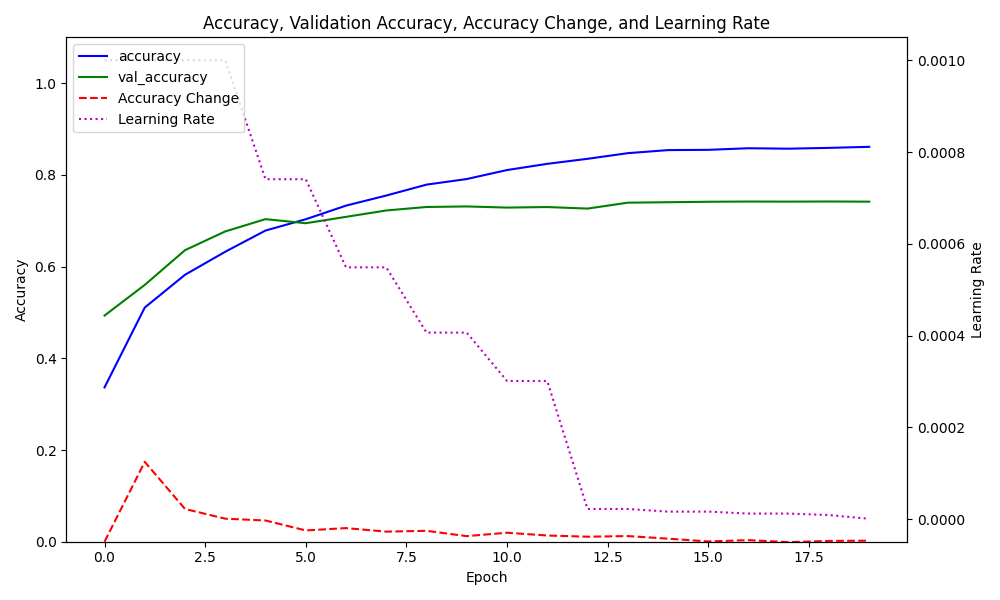 Accuracy, Validation Accuracy, Accuracy Change, and Learning Rate
accuracy
val_accuracy
Accuracy Change
Learning Rate
1.0
0.8
0.6
0.4
0.2
0.0
Accuracy
0.0010
0.0008
0.0006
0.0004
0.0002
0.0000
Learning Rate
0.0 2.5 5.0 7.5 10.0 12.5 15.0 17.5
Epoch